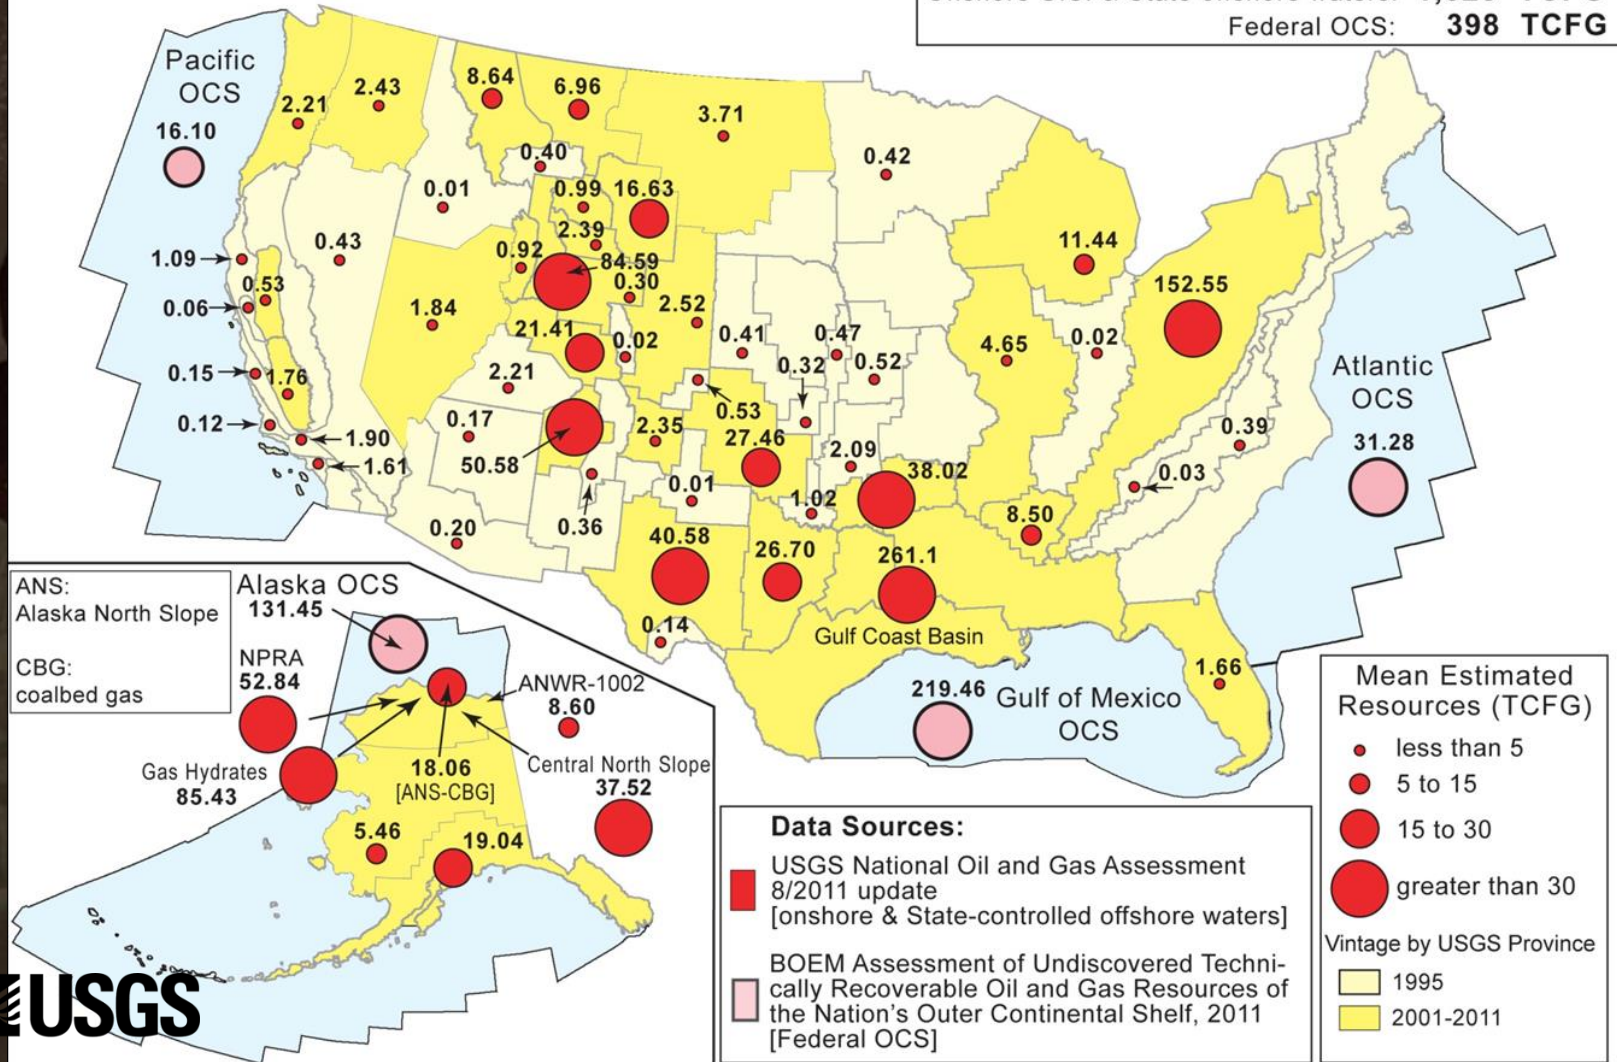 Federal OCS: 398 TCFG
Pacific
OCS
16.10
2.21
2.43
8.64
6.96
3.71
0.40
0.42
0.01
0.99
16.63
2.39
0.43
0.92
84.59
0.30
11.44
1.09
0.53
0.06
1.84
2.52
152.55
21.41
0.02
0.41
0.47
0.32
0.52
4.65
0.02
0.15
1.76
2.21
0.53
Atlantic
OCS
31.28
0.12
1.90
1.61
0.17
50.58
2.35
27.46
2.09
38.02
0.39
0.03
0.01
1.02
8.50
0.20
0.36
40.58
26.70
261.1
Gulf Coast Basin
0.14
1.66
219.46
Gulf of Mexico
OCS
ANS:
Alaska North Slope
CBG:
coalbed gas
Alaska OCS
131.45
NPRA
52.84
ANWR-1002
8.60
Gas Hydrates
85.43
18.06
[ANS-CBG]
Central North Slope
37.52
5.46
19.04
Mean Estimated
Resources (TCFG)
less than 5
5 to 15
15 to 30
greater than 30
Vintage by USGS Province
1995
2001-2011
Data Sources:
USGS National Oil and Gas Assessment
8/2011 update
[onshore & State-controlled offshore waters]
BOEM Assessment of Undiscovered Techni-
cally Recoverable Oil and Gas Resources of
the Nation's Outer Continental Shelf, 2011
[Federal OCS]
USGS